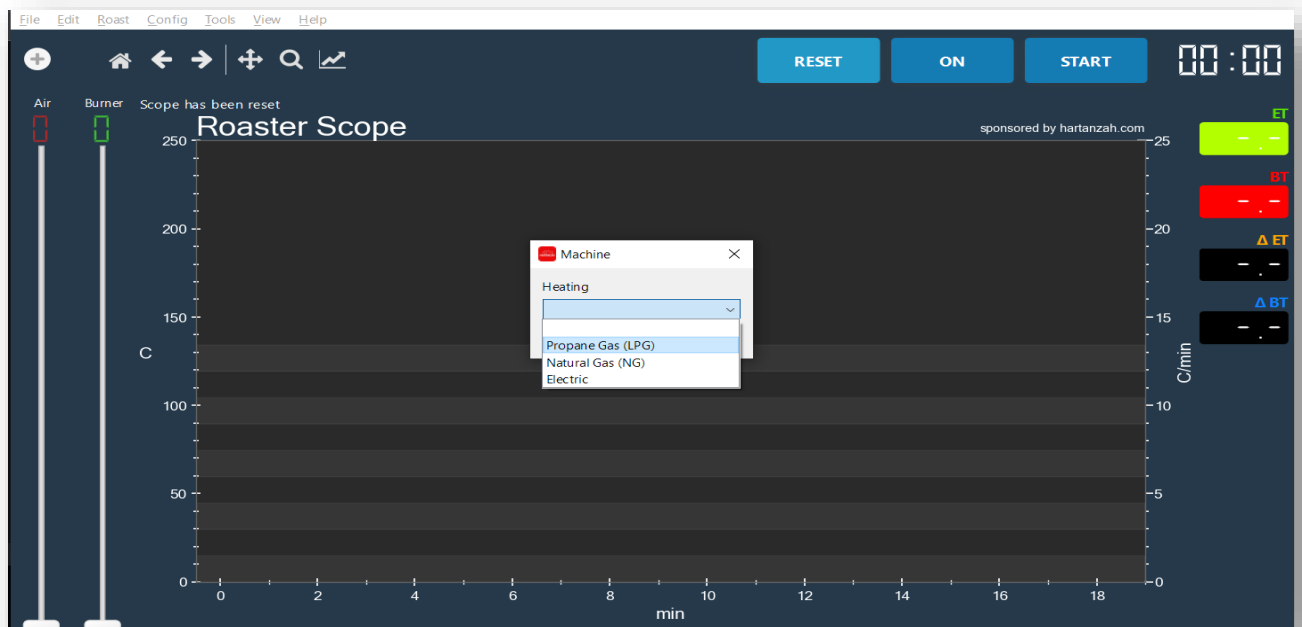 File Edit Roast Config Tools View Help
RESET ON START 00:00
Air Burner Scope has been reset
0 0
Roaster Scope
sponsored by hartanzah.com
ET
-.-
BT
-.-
Δ ET
-.-
Δ BT
-.-
250
200
150
100
50
0
C
Machine
Heating
Propane Gas (LPG)
Natural Gas (NG)
Electric
25
20
15
10
5
0
C/min
0 2 4 6 8 10 12 14 16 18
min